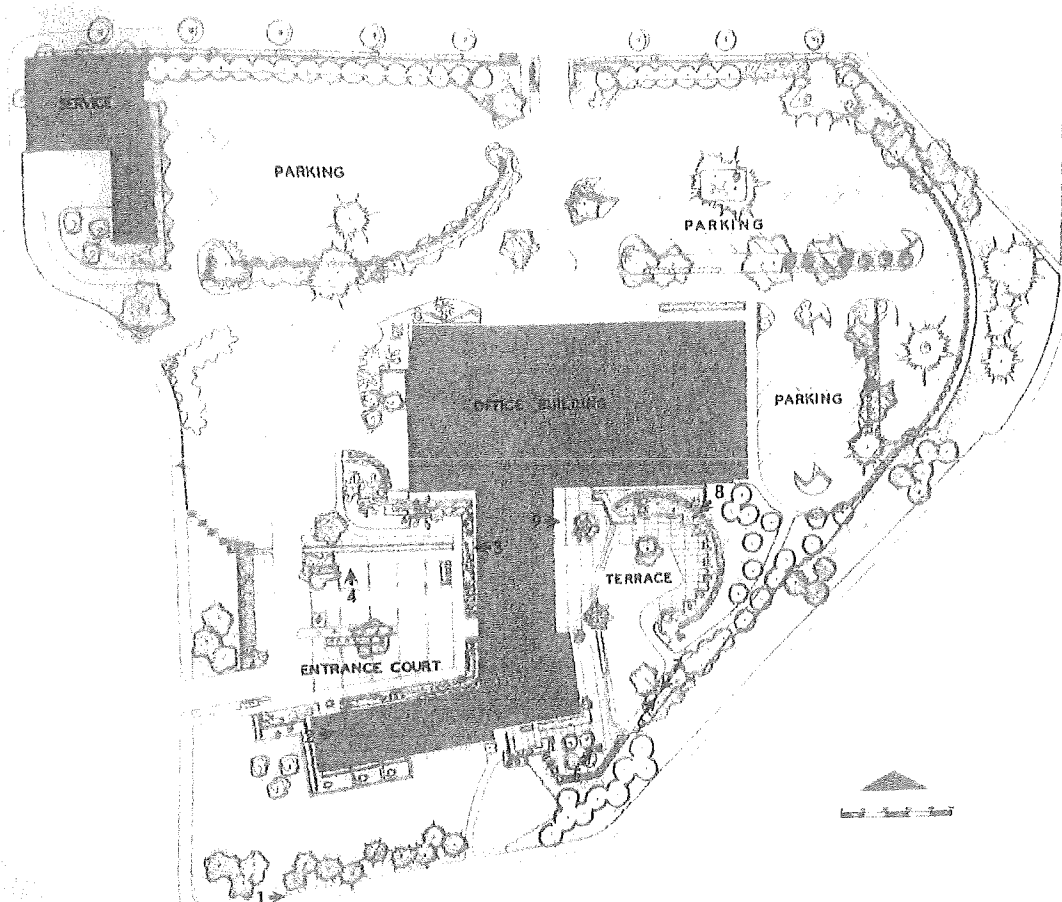 SERVICE
PARKING
PARKING
OFFICE BUILDING
PARKING
8
3
TERRACE
4
ENTRANCE COURT
1